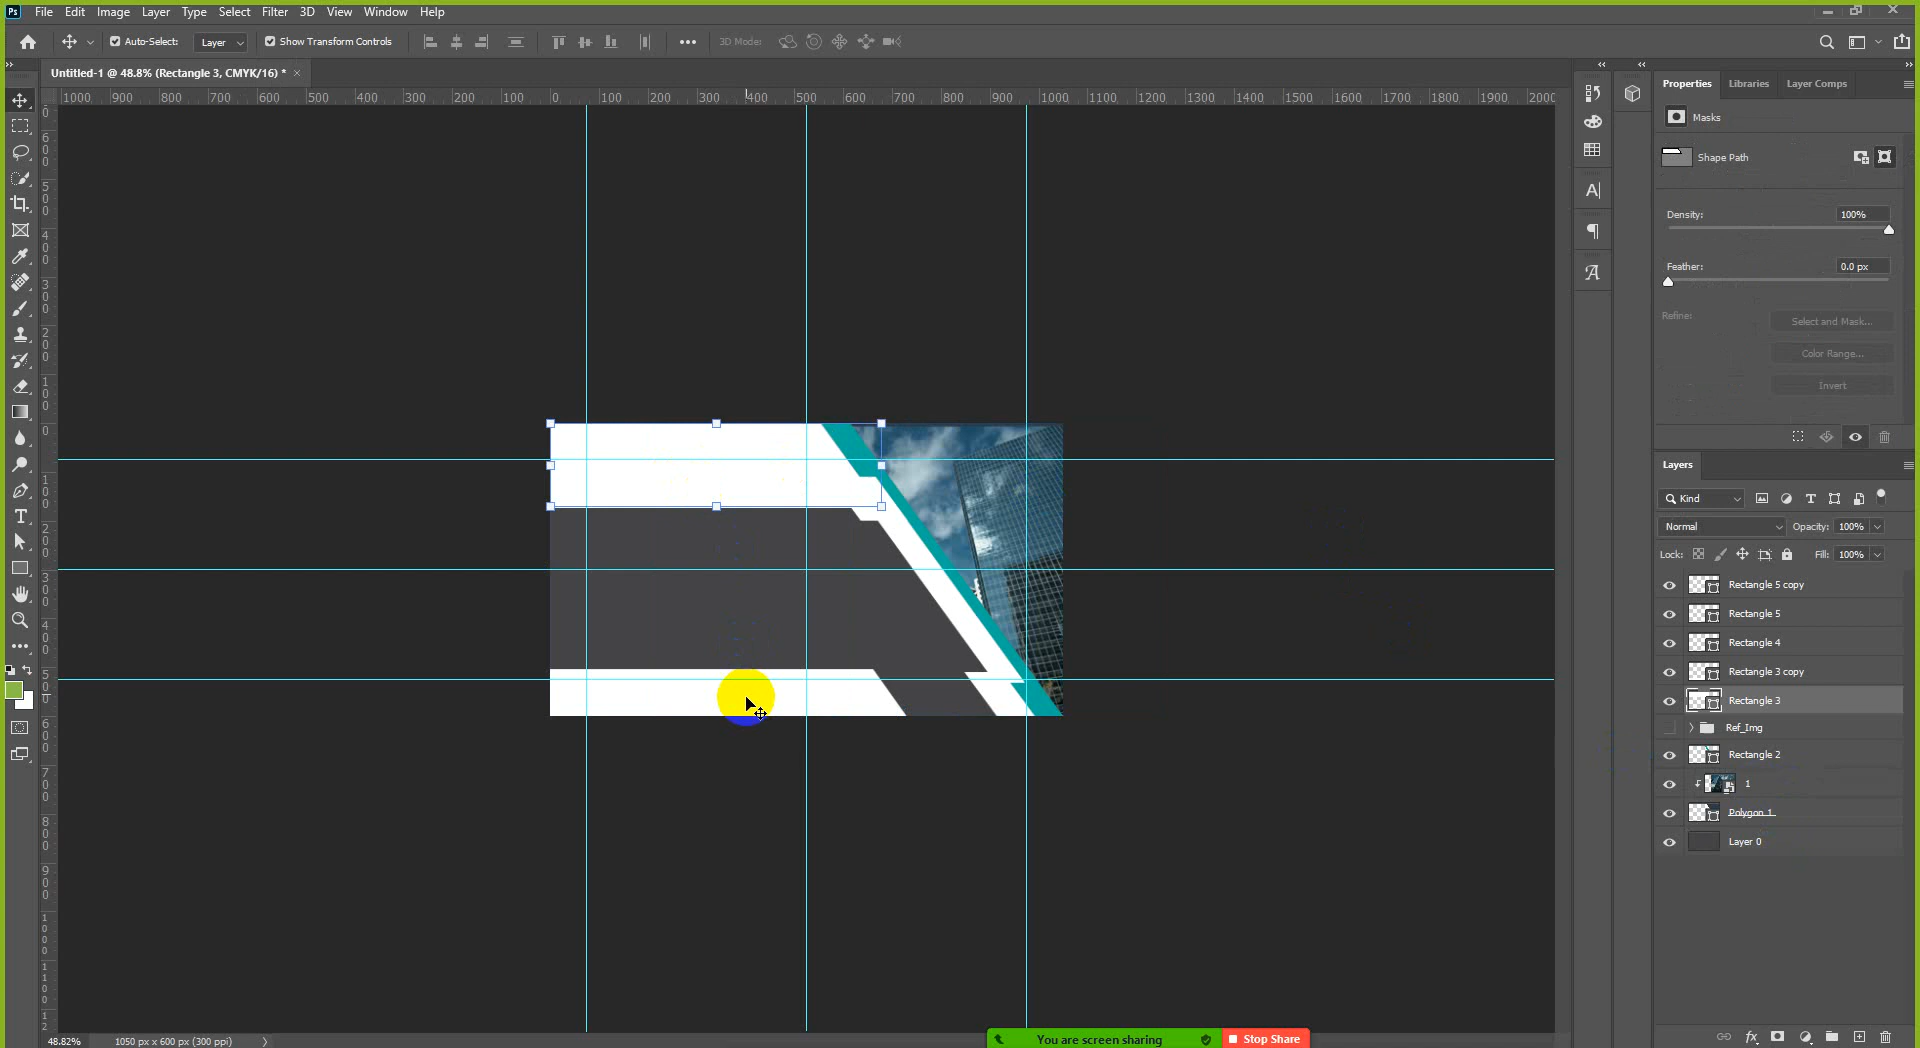 Ps File Edit Image Layer Type Select Filter 3D View Window Help
Auto-Select: Layer Show Transform Controls 3D Mode:
Untitled-1 @ 48.8% (Rectangle 3, CMYK/16) *
1000 900 800 700 600 500 400 300 200 100 0 100 200 300 400 500 600 700 800 900 1000 1100 1200 1300 1400 1500 1600 1700 1800 1900 2000
Properties Libraries Layer Comps
Masks
Shape Path
Density: 100%
Feather: 0.0 px
Refine: Select and Mask...
Color Range...
Invert
Layers
Kind
Normal Opacity: 100%
Lock: Fill: 100%
Rectangle 5 copy
Rectangle 5
Rectangle 4
Rectangle 3 copy
Rectangle 3
Ref_Img
Rectangle 2
1
Polygon 1
Layer 0
48.82% 1050 px x 600 px (300 ppi)
You are screen sharing Stop Share